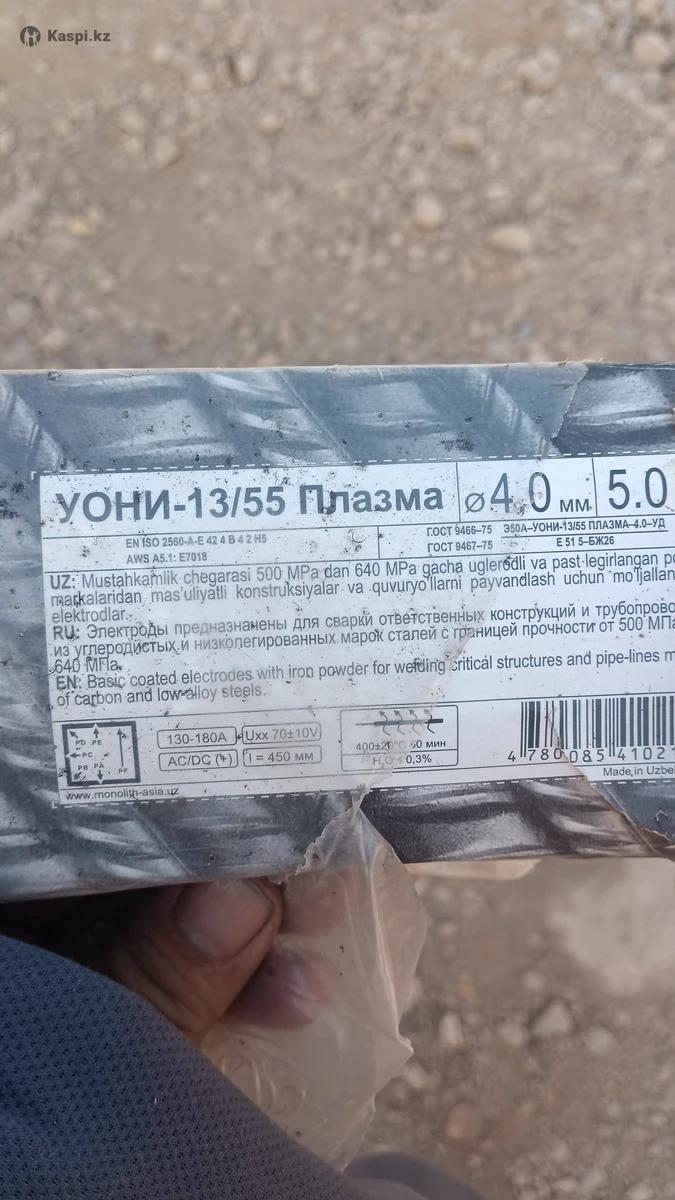 Kaspi.kz
УОНИ-13/55 Плазма ⌀4.0 мм 5.0
EN ISO 2560-A-E 42 4 B 4 2 H5
AWS A5.1: E7018
ГОСТ 9466–75 Э50А–УОНИ-13/55 ПЛАЗМА–4.0–УД
ГОСТ 9467–75 Е 51 5–БЖ26
UZ: Mustahkamlik chegarasi 500 MPa dan 640 MPa gacha uglerodli va past-legirlangan
markalaridan mas'uliyatli konstruksiyalar va quvuryo'llarni payvandlash uchun mo'ljallan
elektrodlar.
RU: Электроды предназначены для сварки ответственных конструкций и трубопрово
из углеродистых и низколегированных марок сталей с границей прочности от 500 МПа
640 МПа.
EN: Basic coated electrodes with iron powder for welding critical structures and pipe-lines m
of carbon and low-alloy steels.
PD PE
PC
PB PA PF
130-180A Uxx 70±10V
AC/DC (+) l = 450 мм
400±20°C 60 мин
H₂O ≤ 0,3%
4 780085 41021
Made in Uzbe
www.monolith-asia.uz